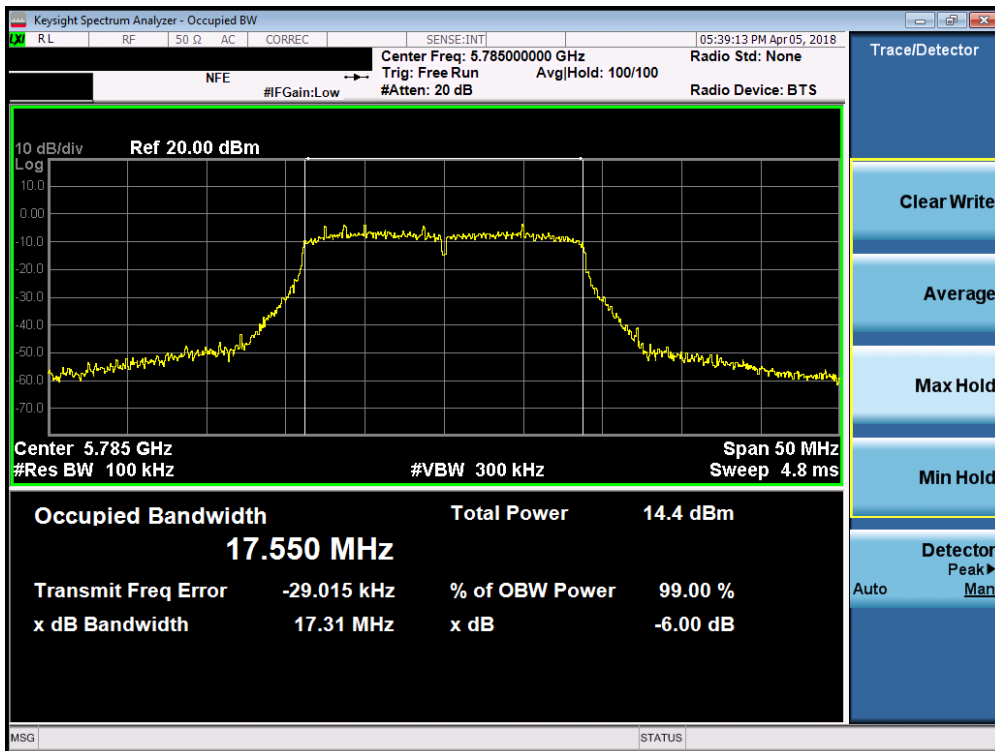 Keysight Spectrum Analyzer - Occupied BW
LXI RL RF 50 Ω AC CORREC SENSE:INT 05:39:13 PM Apr 05, 2018
Center Freq: 5.785000000 GHz Radio Std: None
NFE Trig: Free Run Avg|Hold: 100/100
#IFGain:Low #Atten: 20 dB Radio Device: BTS
Trace/Detector
10 dB/div Ref 20.00 dBm
Log
10.0
0.00
-10.0
-20.0
-30.0
-40.0
-50.0
-60.0
-70.0
Center 5.785 GHz Span 50 MHz
#Res BW 100 kHz #VBW 300 kHz Sweep 4.8 ms
Occupied Bandwidth Total Power 14.4 dBm
17.550 MHz
Transmit Freq Error -29.015 kHz % of OBW Power 99.00 %
x dB Bandwidth 17.31 MHz x dB -6.00 dB
Clear Write
Average
Max Hold
Min Hold
Detector
Peak▶
Auto Man
MSG STATUS